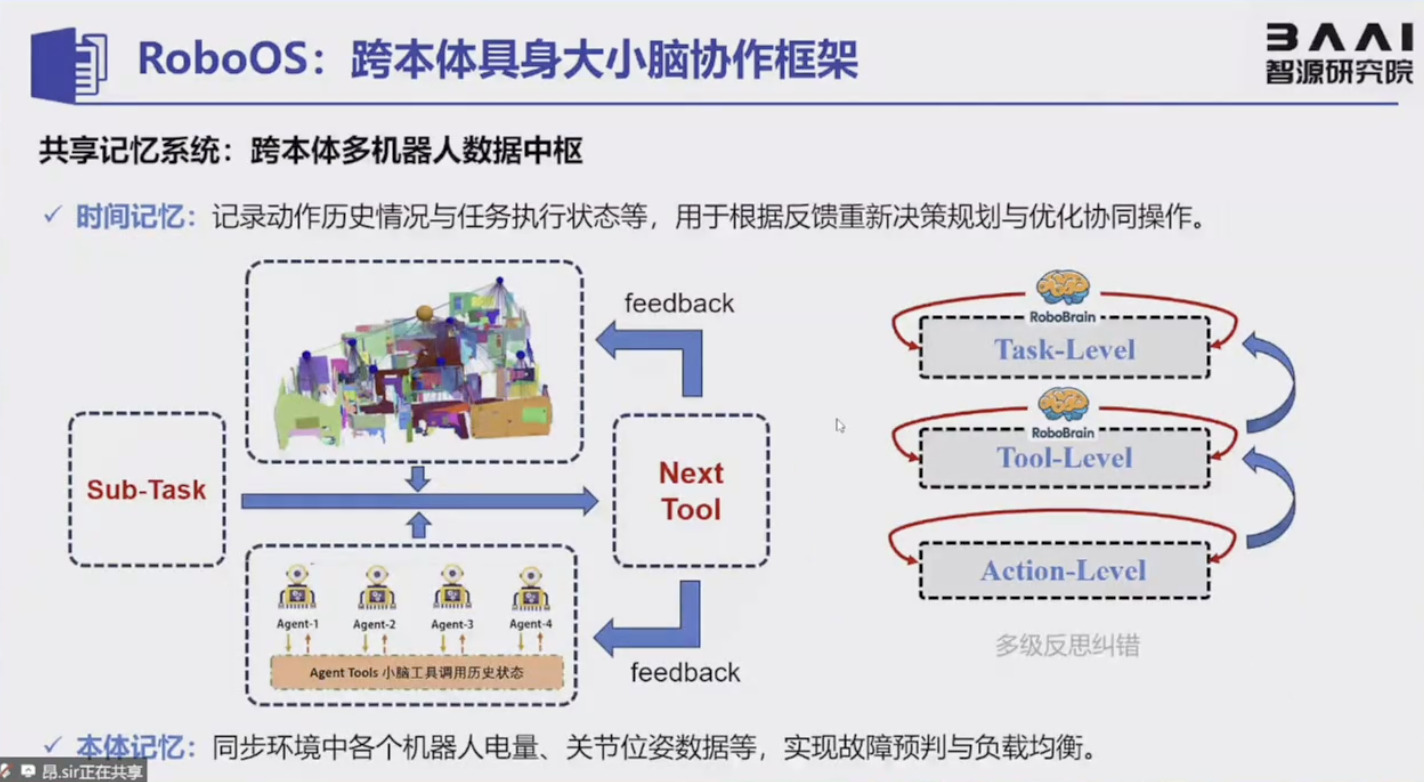 RoboOS：跨本体具身大小脑协作框架
BAAI
智源研究院
共享记忆系统：跨本体多机器人数据中枢
✓ 时间记忆：记录动作历史情况与任务执行状态等，用于根据反馈重新决策规划与优化协同操作。
feedback
Sub-Task
Next
Tool
Agent-1 Agent-2 Agent-3 Agent-4
Agent Tools 小脑工具调用历史状态
feedback
RoboBrain
Task-Level
RoboBrain
Tool-Level
Action-Level
多级反思纠错
✓ 本体记忆：同步环境中各个机器人电量、关节位姿数据等，实现故障预判与负载均衡。
昂.sir正在共享